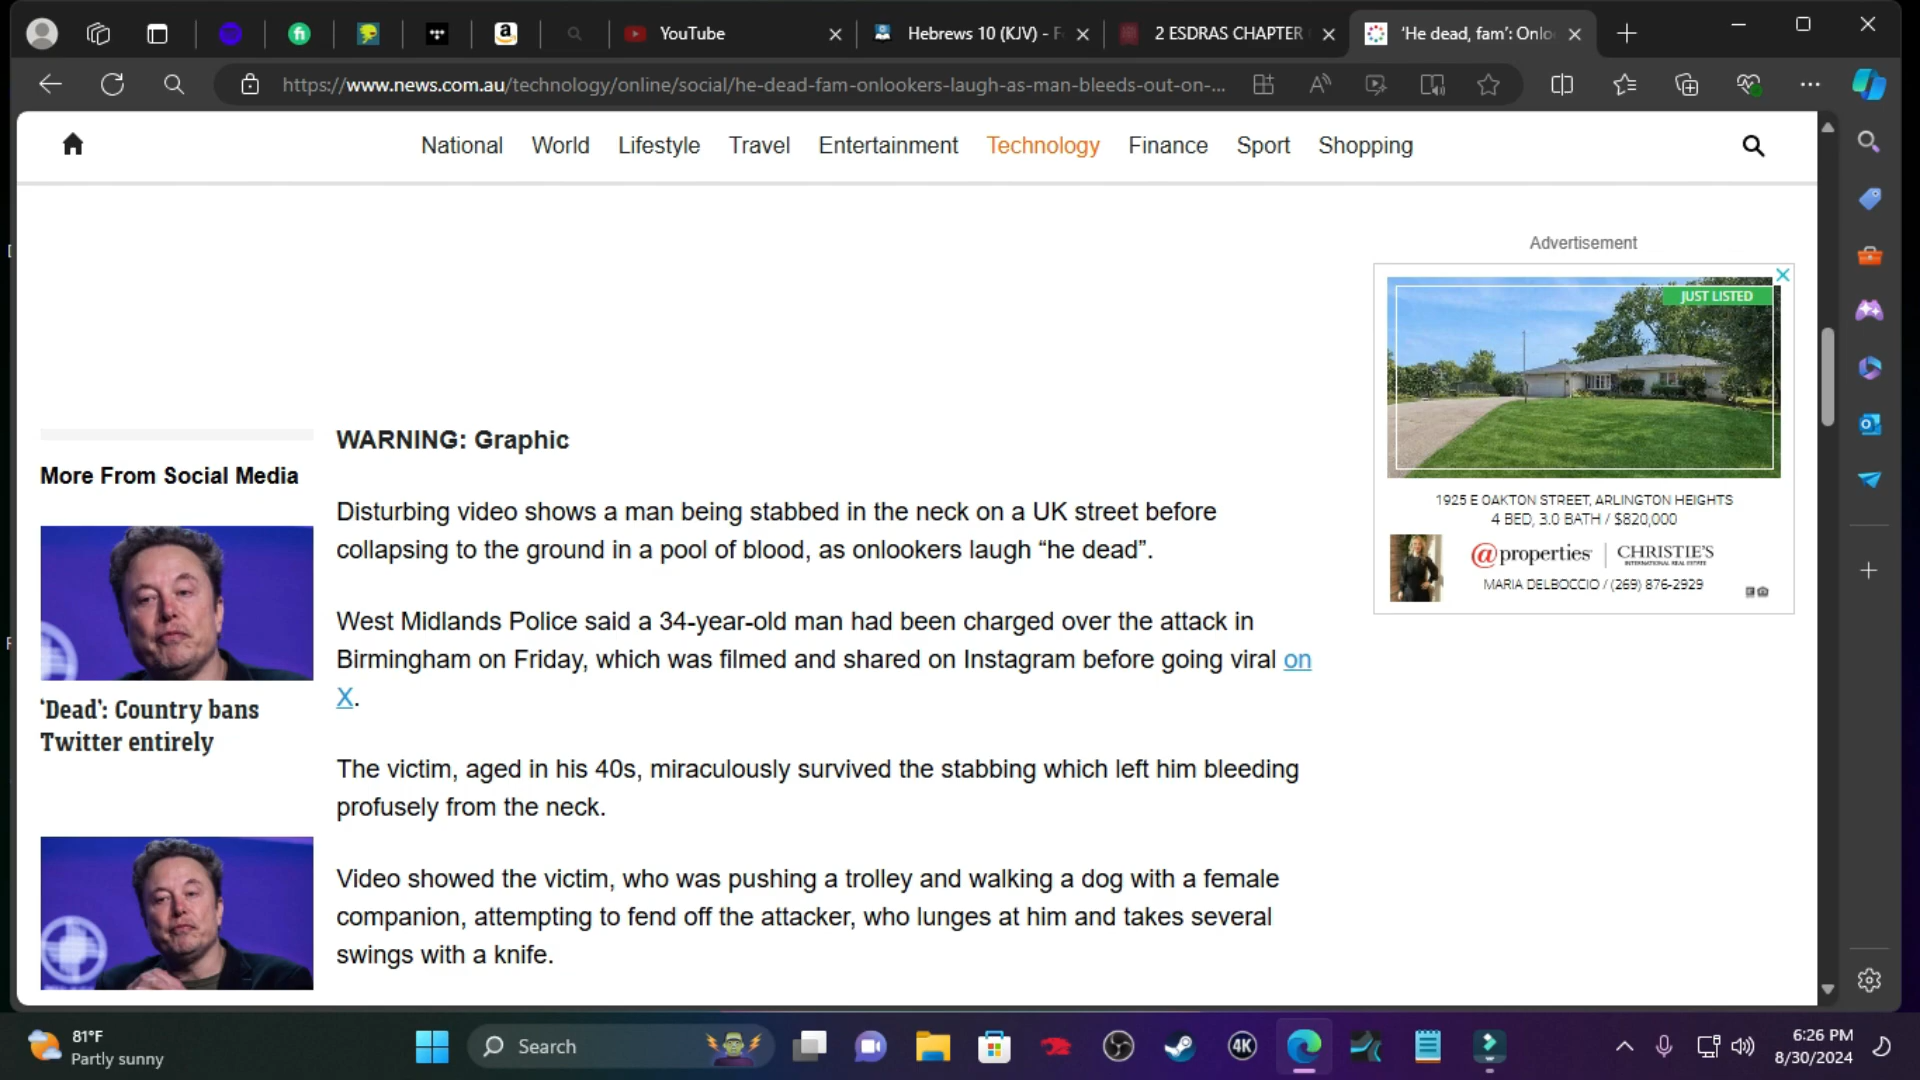 YouTube
Hebrews 10 (KJV) - F
2 ESDRAS CHAPTER
'He dead, fam': Onlo
https://www.news.com.au/technology/online/social/he-dead-fam-onlookers-laugh-as-man-bleeds-out-on-...
National World Lifestyle Travel Entertainment Technology Finance Sport Shopping
Advertisement
JUST LISTED
1925 E OAKTON STREET, ARLINGTON HEIGHTS
4 BED, 3.0 BATH / $820,000
@properties CHRISTIE'S
INTERNATIONAL REAL ESTATE
MARIA DELBOCCIO / (269) 876-2929
More From Social Media
‘Dead’: Country bans
Twitter entirely
WARNING: Graphic
Disturbing video shows a man being stabbed in the neck on a UK street before
collapsing to the ground in a pool of blood, as onlookers laugh “he dead”.
West Midlands Police said a 34-year-old man had been charged over the attack in
Birmingham on Friday, which was filmed and shared on Instagram before going viral on
X.
The victim, aged in his 40s, miraculously survived the stabbing which left him bleeding
profusely from the neck.
Video showed the victim, who was pushing a trolley and walking a dog with a female
companion, attempting to fend off the attacker, who lunges at him and takes several
swings with a knife.
81°F
Partly sunny
Search
4K
6:26 PM
8/30/2024